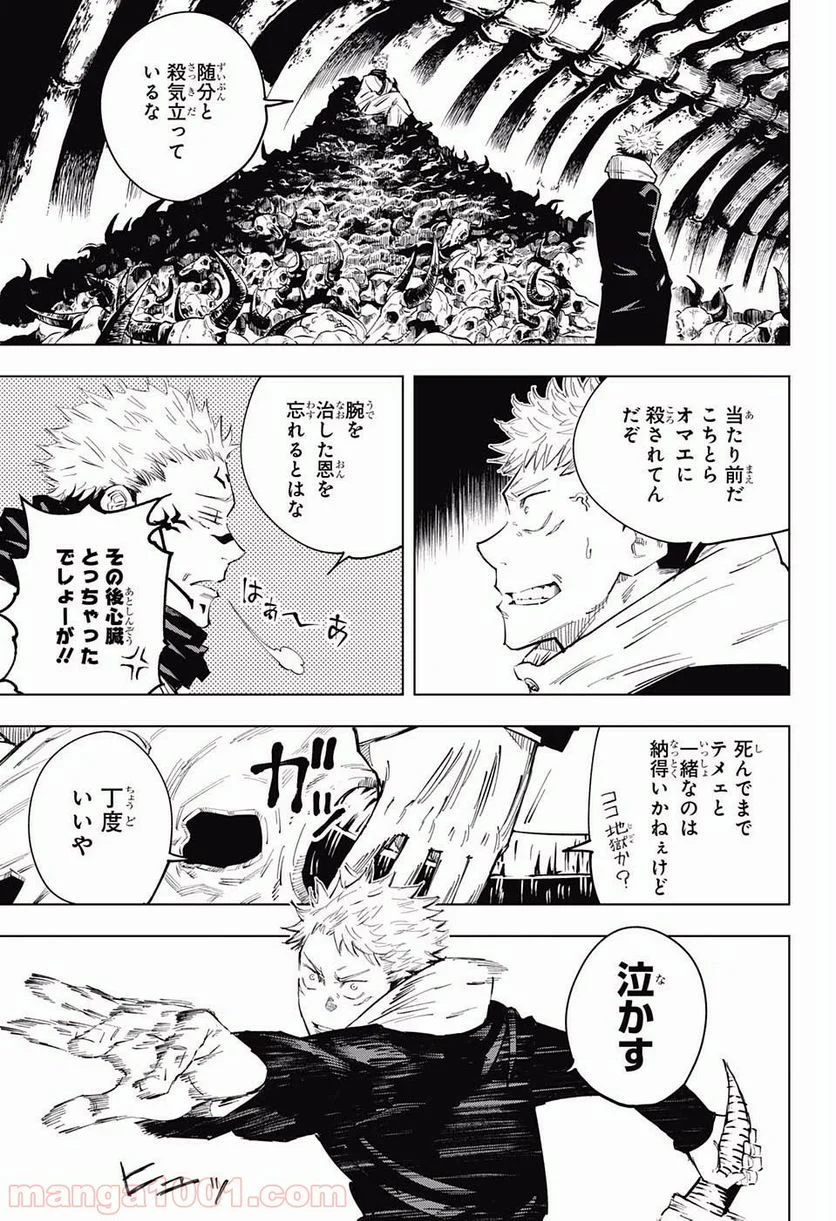 随分と
殺気立って
いるな
当たり前だ
こちとら
オマエに
殺されてん
だぞ
腕を
治した恩を
忘れるとはな
はぁ〜あ
その後心臓
とっちゃった
でしょーが!!
死んでまで
テメェと
一緒なのは
納得いかねぇけど
ココ地獄か?
ガッ
丁度
いいや
泣かす
ヒュッ
manga1001.com